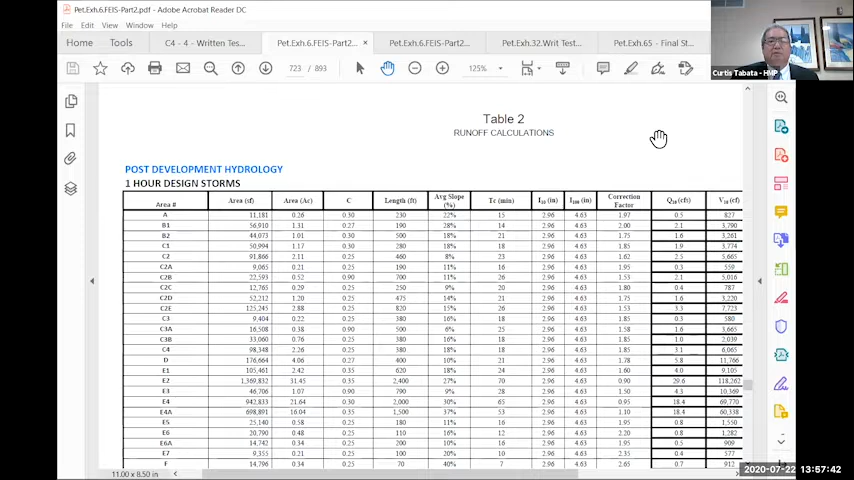 Pet.Exh.6.FEIS-Part2.pdf - Adobe Acrobat Reader DC
File Edit View Window Help
Home Tools C4 - 4 - Written Tes... Pet.Exh.6.FEIS-Part2... × Pet.Exh.6.FEIS-Part2... Pet.Exh.32.Writ Test... Pet.Exh.65 - Final St...
Curtis Tabata - HMP
723 / 893 125%
Table 2
RUNOFF CALCULATIONS
POST DEVELOPMENT HYDROLOGY
1 HOUR DESIGN STORMS
Area # Area (sf) Area (Ac) C Length (ft) Avg Slope (%) Tc (min) I10 (in) I100 (in) Correction Factor Q10 (cfs) V10 (cf)
A 11,181 0.26 0.30 230 22% 15 2.96 4.63 1.97 0.5 827
B1 56,910 1.31 0.27 190 28% 14 2.96 4.63 2.00 2.1 3,790
B2 44,073 1.01 0.30 500 18% 21 2.96 4.63 1.75 1.6 3,261
C1 50,994 1.17 0.30 280 18% 18 2.96 4.63 1.85 1.9 3,774
C2 91,866 2.11 0.25 460 8% 23 2.96 4.63 1.62 2.5 5,665
C2A 9,065 0.21 0.25 190 11% 16 2.96 4.63 1.95 0.3 559
C2B 22,593 0.52 0.90 700 11% 26 2.96 4.63 1.53 2.1 5,016
C2C 12,765 0.29 0.25 250 9% 20 2.96 4.63 1.80 0.4 787
C2D 52,212 1.20 0.25 475 14% 21 2.96 4.63 1.75 1.6 3,220
C2E 125,245 2.88 0.25 820 15% 26 2.96 4.63 1.53 3.3 7,723
C3 9,404 0.22 0.25 380 16% 18 2.96 4.63 1.85 0.3 580
C3A 16,508 0.38 0.90 500 6% 25 2.96 4.63 1.58 1.6 3,665
C3B 33,060 0.76 0.25 380 16% 18 2.96 4.63 1.85 1.0 2,039
C4 98,348 2.26 0.25 380 18% 18 2.96 4.63 1.85 3.1 6,065
D 176,664 4.06 0.27 400 10% 21 2.96 4.63 1.78 5.8 11,766
E1 105,461 2.42 0.35 620 18% 24 2.96 4.63 1.60 4.0 9,105
E2 1,369,832 31.45 0.35 2,400 27% 70 2.96 4.63 0.90 29.6 118,262
E3 46,706 1.07 0.90 790 9% 28 2.96 4.63 1.50 4.3 10,369
E4 942,833 21.64 0.30 2,000 30% 65 2.96 4.63 0.95 18.4 69,770
E4A 698,891 16.04 0.35 1,500 37% 53 2.96 4.63 1.10 18.4 60,338
E5 25,140 0.58 0.25 180 11% 16 2.96 4.63 1.95 0.8 1,550
E6 20,790 0.48 0.25 110 16% 12 2.96 4.63 2.20 0.8 1,282
E6A 14,742 0.34 0.25 200 10% 16 2.96 4.63 1.95 0.5 909
E7 9,355 0.21 0.25 100 20% 10 2.96 4.63 2.35 0.4 577
F 14,796 0.34 0.25 70 40% 7 2.96 4.63 2.65 0.7 912
11.00 x 8.50 in
2020-07-22 13:57:42